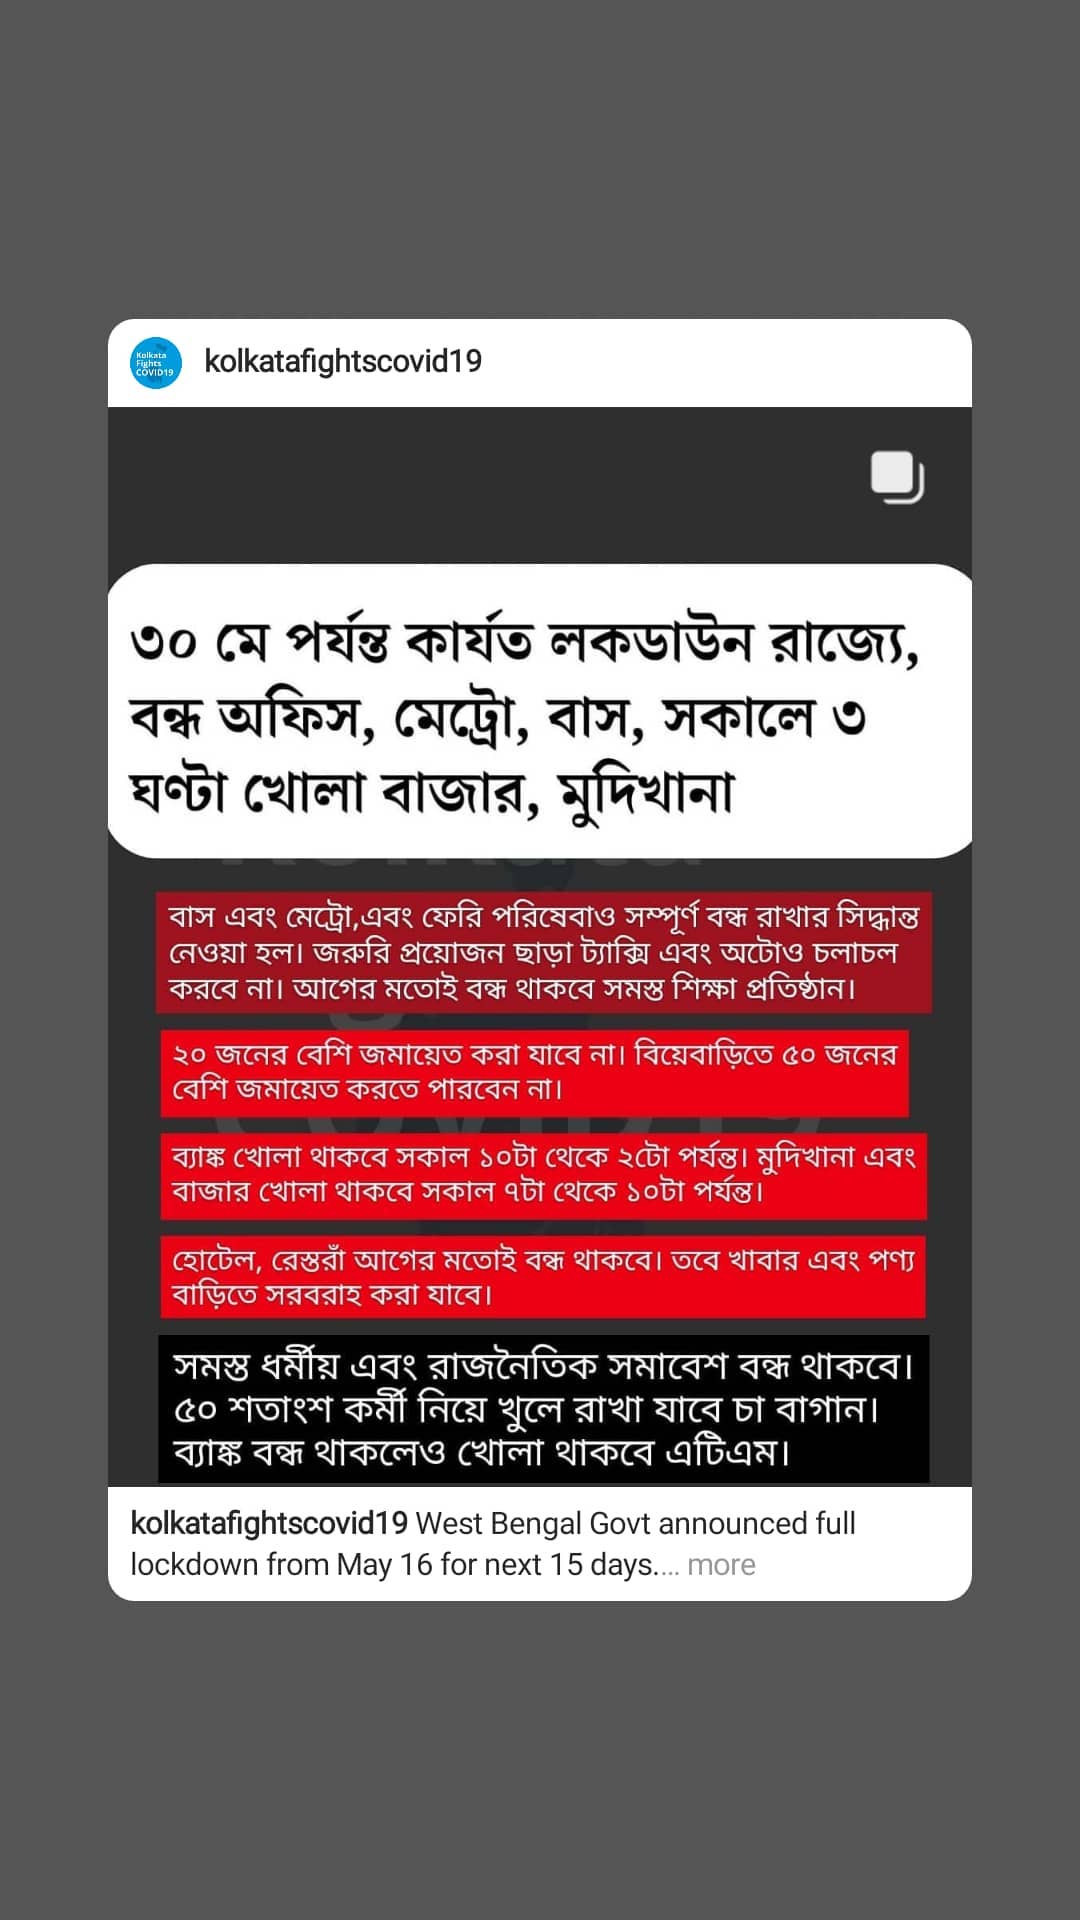 Kolkata
Fights
COVID19
kolkatafightscovid19
৩০ মে পর্যন্ত কার্যত লকডাউন রাজ্যে,
বন্ধ অফিস, মেট্রো, বাস, সকালে ৩
ঘণ্টা খোলা বাজার, মুদিখানা
বাস এবং মেট্রো,এবং ফেরি পরিষেবাও সম্পূর্ণ বন্ধ রাখার সিদ্ধান্ত
নেওয়া হল। জরুরি প্রয়োজন ছাড়া ট্যাক্সি এবং অটোও চলাচল
করবে না। আগের মতোই বন্ধ থাকবে সমস্ত শিক্ষা প্রতিষ্ঠান।
২০ জনের বেশি জমায়েত করা যাবে না। বিয়েবাড়িতে ৫০ জনের
বেশি জমায়েত করতে পারবেন না।
ব্যাঙ্ক খোলা থাকবে সকাল ১০টা থেকে ২টো পর্যন্ত। মুদিখানা এবং
বাজার খোলা থাকবে সকাল ৭টা থেকে ১০টা পর্যন্ত।
হোটেল, রেস্তরাঁ আগের মতোই বন্ধ থাকবে। তবে খাবার এবং পণ্য
বাড়িতে সরবরাহ করা যাবে।
সমস্ত ধর্মীয় এবং রাজনৈতিক সমাবেশ বন্ধ থাকবে।
৫০ শতাংশ কর্মী নিয়ে খুলে রাখা যাবে চা বাগান।
ব্যাঙ্ক বন্ধ থাকলেও খোলা থাকবে এটিএম।
kolkatafightscovid19 West Bengal Govt announced full
lockdown from May 16 for next 15 days.... more